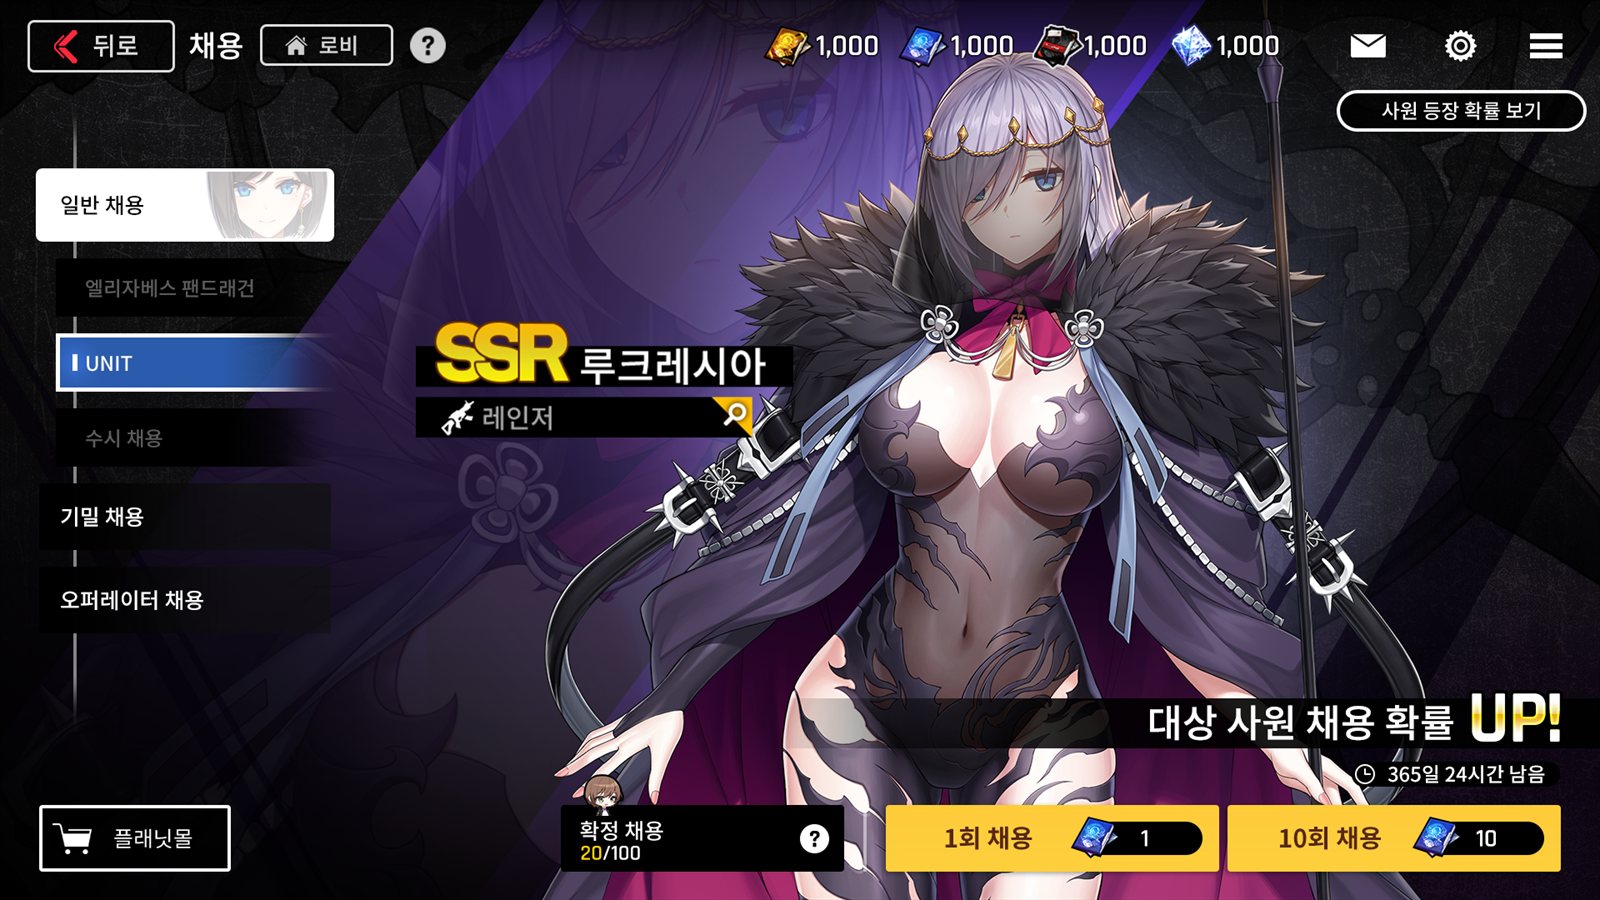 뒤로
채용
로비
?
1,000
1,000
1,000
1,000
사원 등장 확률 보기
일반 채용
엘리자베스 팬드래건
UNIT
수시 채용
기밀 채용
오퍼레이터 채용
SSR 루크레시아
레인저
대상 사원 채용 확률 UP!
365일 24시간 남음
플래닛몰
확정 채용
20/100
?
1회 채용 1
10회 채용 10